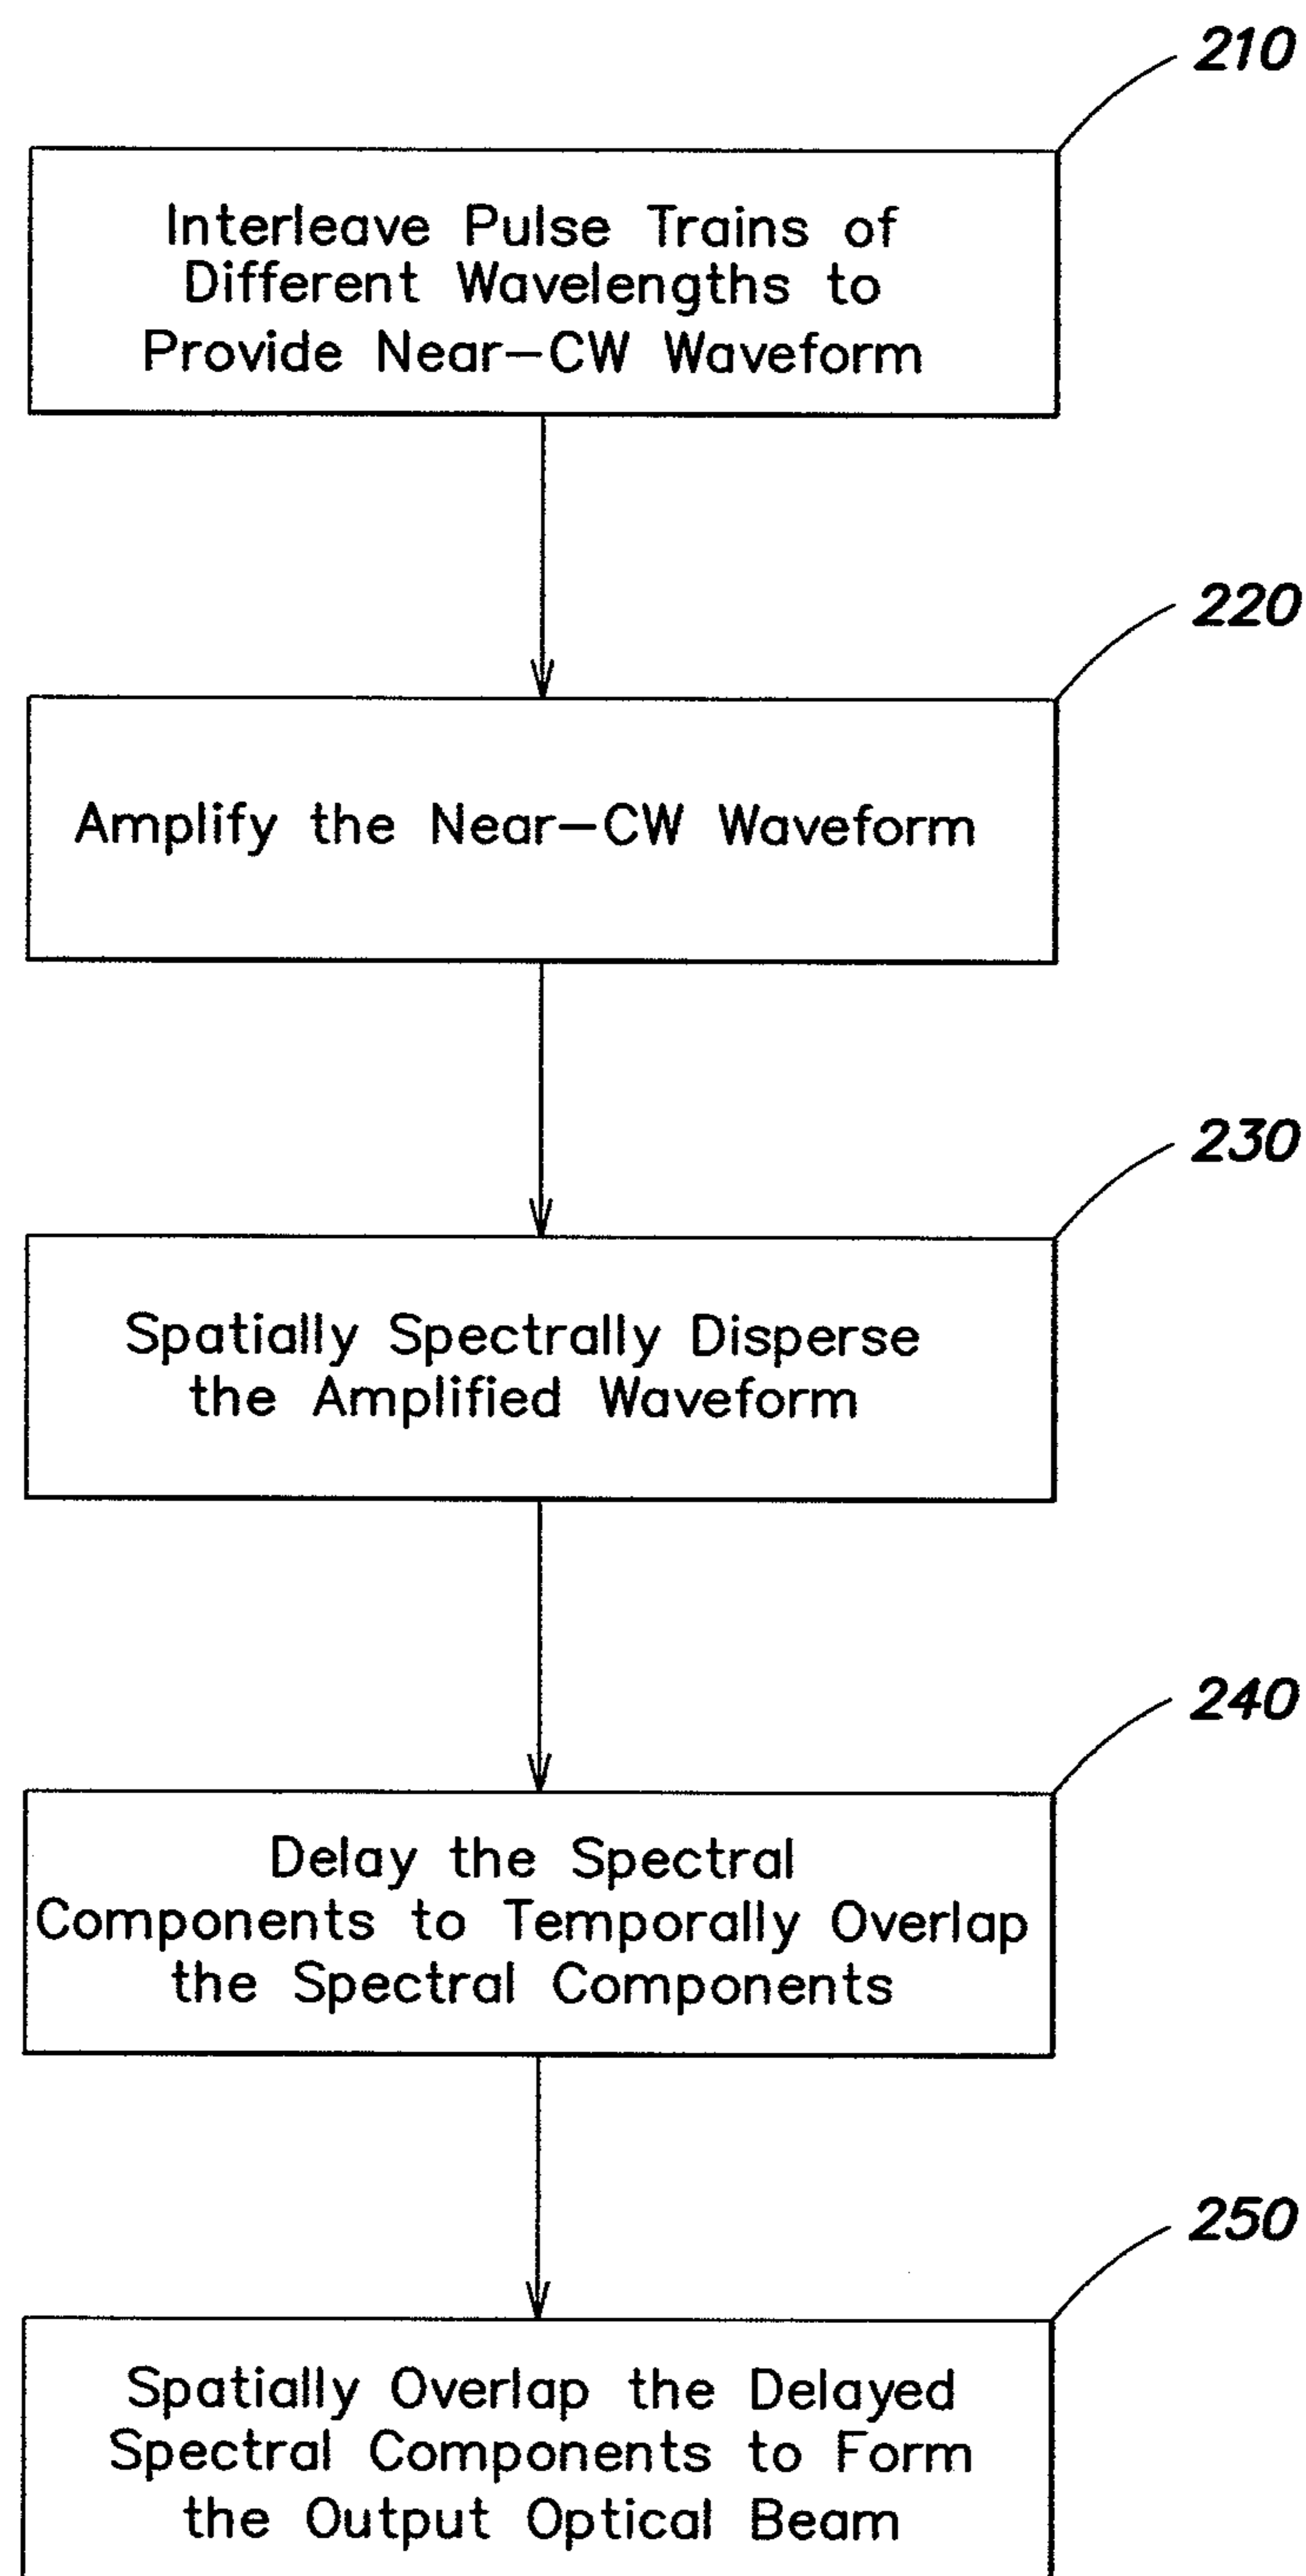 210
Interleave Pulse Trains of
Different Wavelengths to
Provide Near–CW Waveform
220
Amplify the Near–CW Waveform
230
Spatially Spectrally Disperse
the Amplified Waveform
240
Delay the Spectral
Components to Temporally Overlap
the Spectral Components
250
Spatially Overlap the Delayed
Spectral Components to Form
the Output Optical Beam